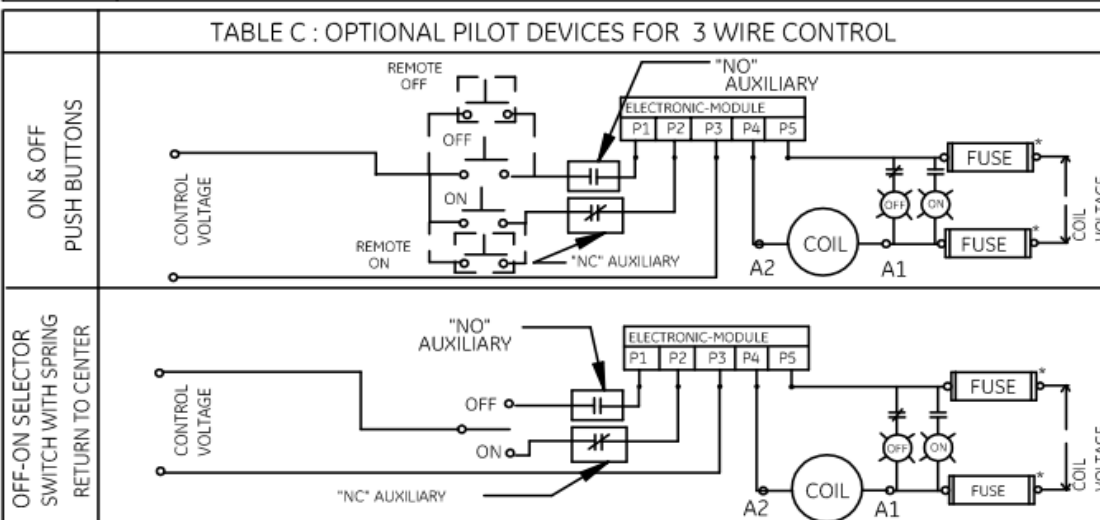 TABLE C : OPTIONAL PILOT DEVICES FOR 3 WIRE CONTROL
ON & OFF
PUSH BUTTONS
CONTROL
VOLTAGE
REMOTE
OFF
OFF
ON
REMOTE
ON
"NO"
AUXILIARY
"NC" AUXILIARY
ELECTRONIC-MODULE
P1 P2 P3 P4 P5
COIL
A2
A1
OFF
ON
FUSE *
FUSE *
COIL
VOLTAGE
OFF-ON SELECTOR
SWITCH WITH SPRING
RETURN TO CENTER
CONTROL
VOLTAGE
"NO"
AUXILIARY
OFF
ON
"NC" AUXILIARY
ELECTRONIC-MODULE
P1 P2 P3 P4 P5
COIL
A2
A1
OFF
ON
FUSE *
FUSE *
COIL
VOLTAGE